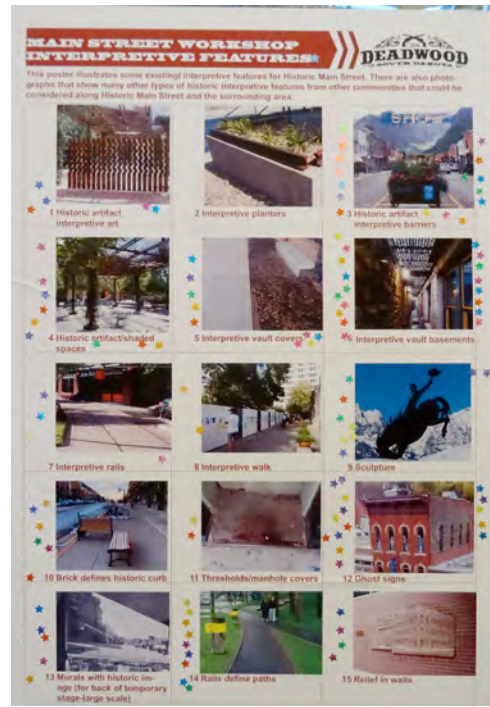 MAIN STREET WORKSHOP
INTERPRETIVE FEATURES
DEADWOOD
SOUTH DAKOTA
This poster illustrates some existing interpretive features for Historic Main Street. There are also photo-
graphs that show many other types of historic interpretive features from other communities that could be
considered along Historic Main Street and the surrounding area.
1 Historic artifact
interpretive art
2 Interpretive planters
3 Historic artifact
interpretive barriers
4 Historic artifact/shaded
spaces
5 Interpretive vault covers
6 Interpretive vault basements
7 Interpretive rails
8 Interpretive walk
9 Sculpture
10 Brick defines historic curb
11 Thresholds/manhole covers
12 Ghost signs
13 Murals with historic im-
age (for back of temporary
stage-large scale)
14 Rails define paths
15 Relief in walls